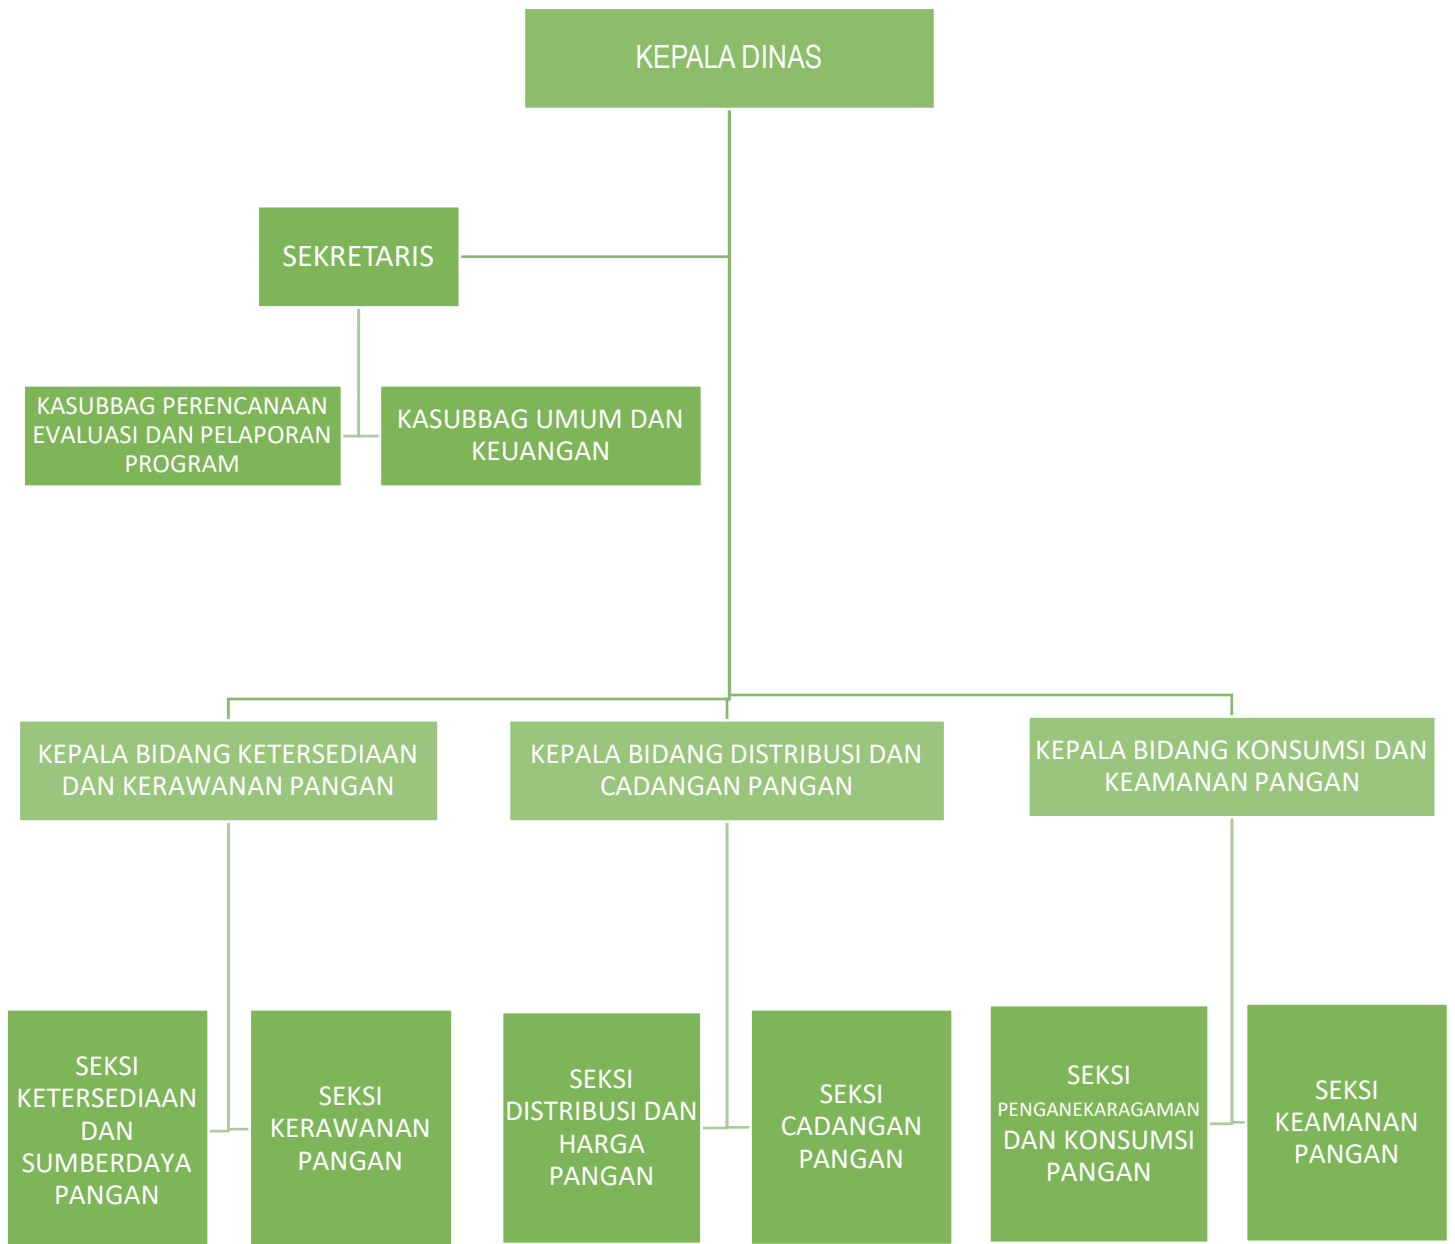 KEPALA DINAS
SEKRETARIS
KASUBBAG PERENCANAAN
EVALUASI DAN PELAPORAN
PROGRAM
KASUBBAG UMUM DAN
KEUANGAN
KEPALA BIDANG KETERSEDIAAN
DAN KERAWANAN PANGAN
KEPALA BIDANG DISTRIBUSI DAN
CADANGAN PANGAN
KEPALA BIDANG KONSUMSI DAN
KEAMANAN PANGAN
SEKSI
KETERSEDIAAN
DAN
SUMBERDAYA
PANGAN
SEKSI
KERAWANAN
PANGAN
SEKSI
DISTRIBUSI DAN
HARGA
PANGAN
SEKSI
CADANGAN
PANGAN
SEKSI
PENGANEKARAGAMAN
DAN KONSUMSI
PANGAN
SEKSI
KEAMANAN
PANGAN